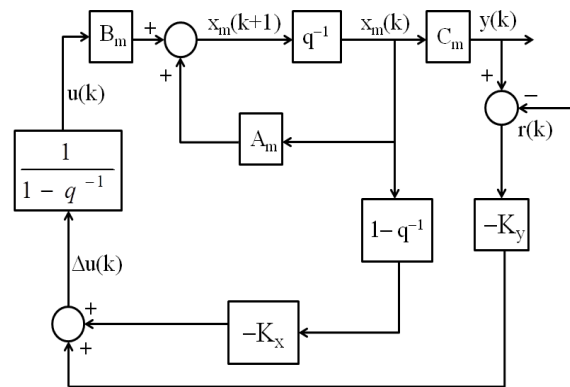 B_m
+
x_m(k+1)
q⁻¹
x_m(k)
C_m
y(k)
+
+
−
u(k)
r(k)
A_m
1
1 − q ⁻¹
1−q⁻¹
−K_y
Δu(k)
+
+
−K_x